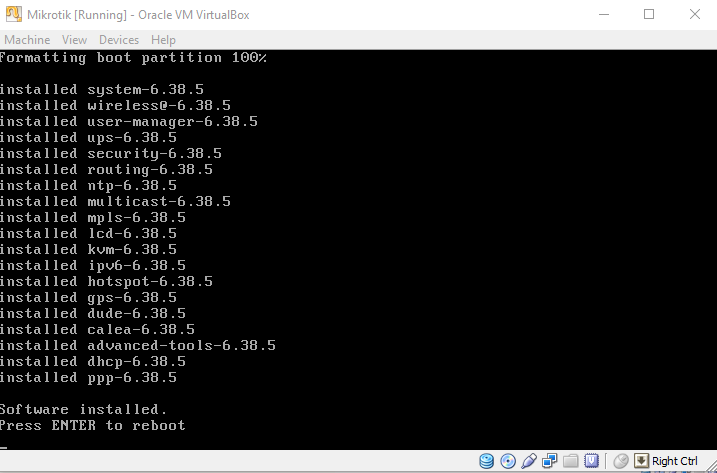 Mikrotik [Running] - Oracle VM VirtualBox
Machine View Devices Help
Formatting boot partition 100%
installed system-6.38.5
installed wireless@-6.38.5
installed user-manager-6.38.5
installed ups-6.38.5
installed security-6.38.5
installed routing-6.38.5
installed ntp-6.38.5
installed multicast-6.38.5
installed mpls-6.38.5
installed lcd-6.38.5
installed kvm-6.38.5
installed ipv6-6.38.5
installed hotspot-6.38.5
installed gps-6.38.5
installed dude-6.38.5
installed calea-6.38.5
installed advanced-tools-6.38.5
installed dhcp-6.38.5
installed ppp-6.38.5
Software installed.
Press ENTER to reboot
Right Ctrl